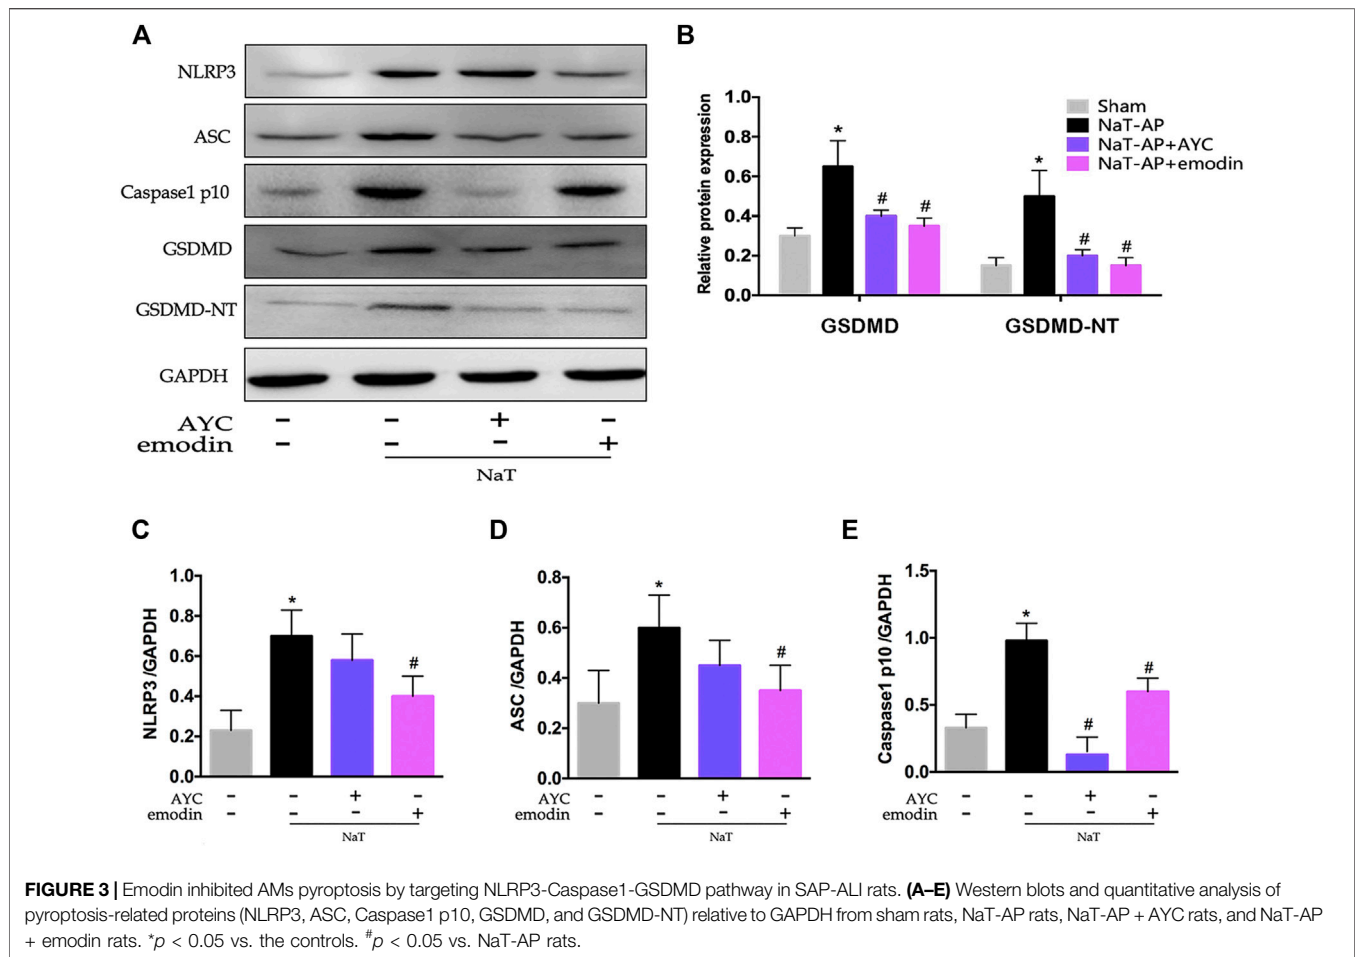 A
NLRP3
ASC
Caspase1 p10
GSDMD
GSDMD-NT
GAPDH
AYC − − + −
emodin − − − +
NaT
B
Relative protein expression
1.0
0.8
0.6
0.4
0.2
0.0
* # #
* # #
GSDMD GSDMD-NT
Sham
NaT-AP
NaT-AP+AYC
NaT-AP+emodin
C
NLRP3 /GAPDH
1.0
0.8
0.6
0.4
0.2
0.0
* #
AYC − − + −
emodin − − − +
NaT
D
ASC /GAPDH
0.8
0.6
0.4
0.2
0.0
* #
AYC − − + −
emodin − − − +
NaT
E
Caspase1 p10 /GAPDH
1.5
1.0
0.5
0.0
* # #
AYC − − + −
emodin − − − +
NaT
FIGURE 3 | Emodin inhibited AMs pyroptosis by targeting NLRP3-Caspase1-GSDMD pathway in SAP-ALI rats. (A–E) Western blots and quantitative analysis of
pyroptosis-related proteins (NLRP3, ASC, Caspase1 p10, GSDMD, and GSDMD-NT) relative to GAPDH from sham rats, NaT-AP rats, NaT-AP + AYC rats, and NaT-AP
+ emodin rats. *p < 0.05 vs. the controls. #p < 0.05 vs. NaT-AP rats.